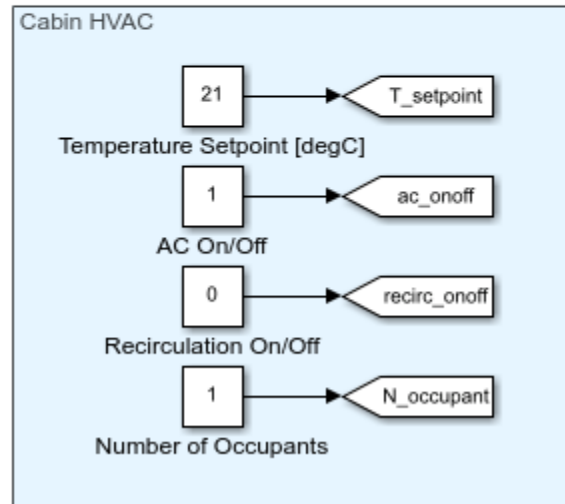 Cabin HVAC
21
T_setpoint
Temperature Setpoint [degC]
1
ac_onoff
AC On/Off
0
recirc_onoff
Recirculation On/Off
1
N_occupant
Number of Occupants